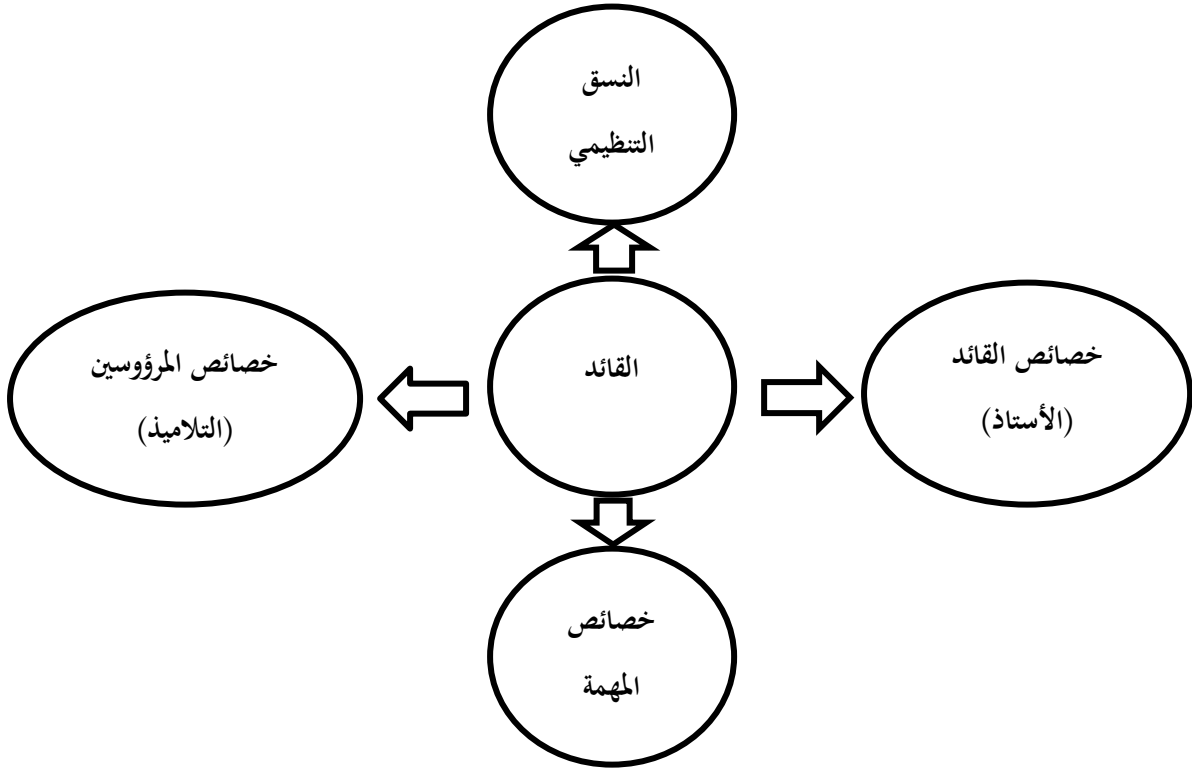 النسق
التنظيمي
خصائص القائد
(الأستاذ)
القائد
خصائص المرؤوسين
(التلاميذ)
خصائص
المهمة